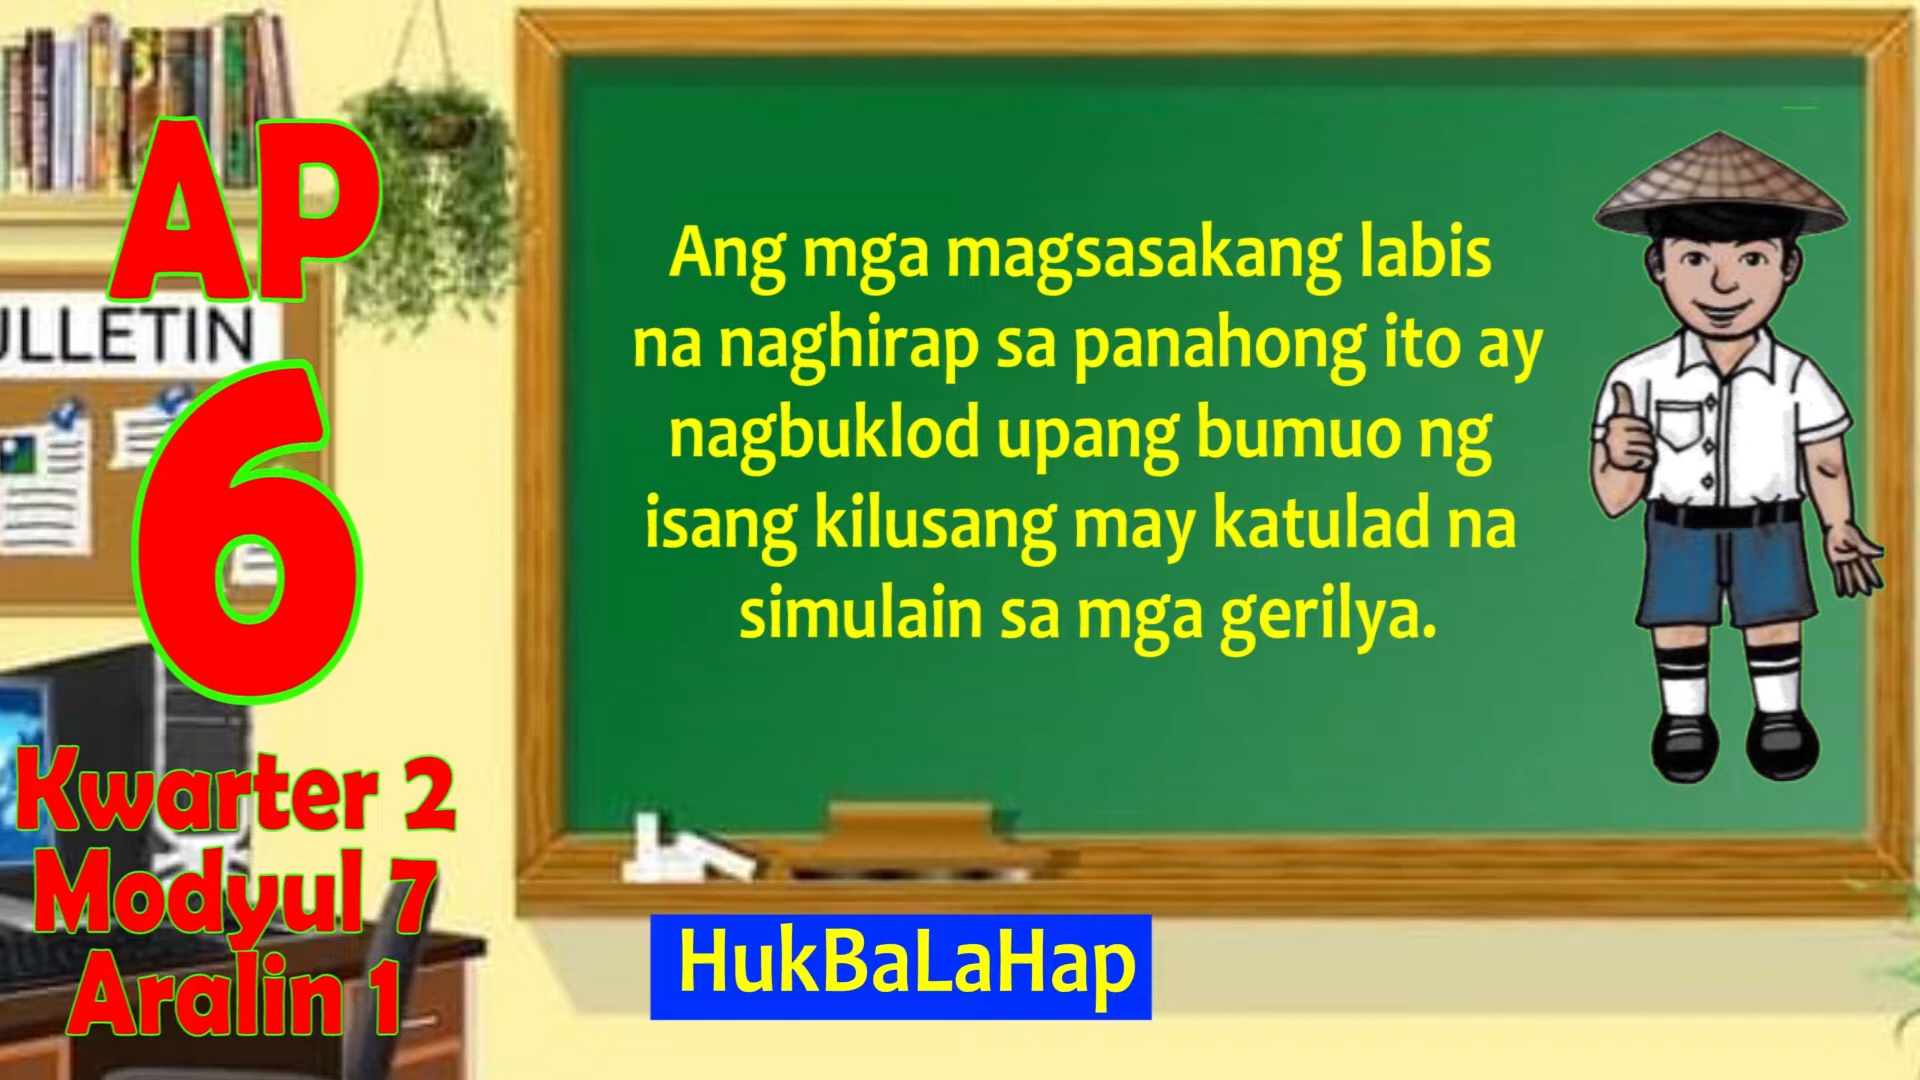 AP
6
Kwarter 2
Modyul 7
Aralin 1
ULLETIN
Ang mga magsasakang labis
na naghirap sa panahong ito ay
nagbuklod upang bumuo ng
isang kilusang may katulad na
simulain sa mga gerilya.
HukBaLaHap